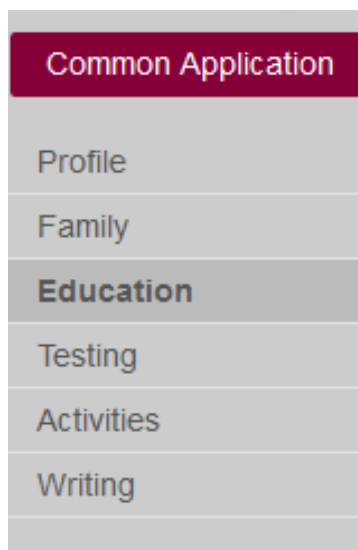 Common Application
Profile
Family
Education
Testing
Activities
Writing